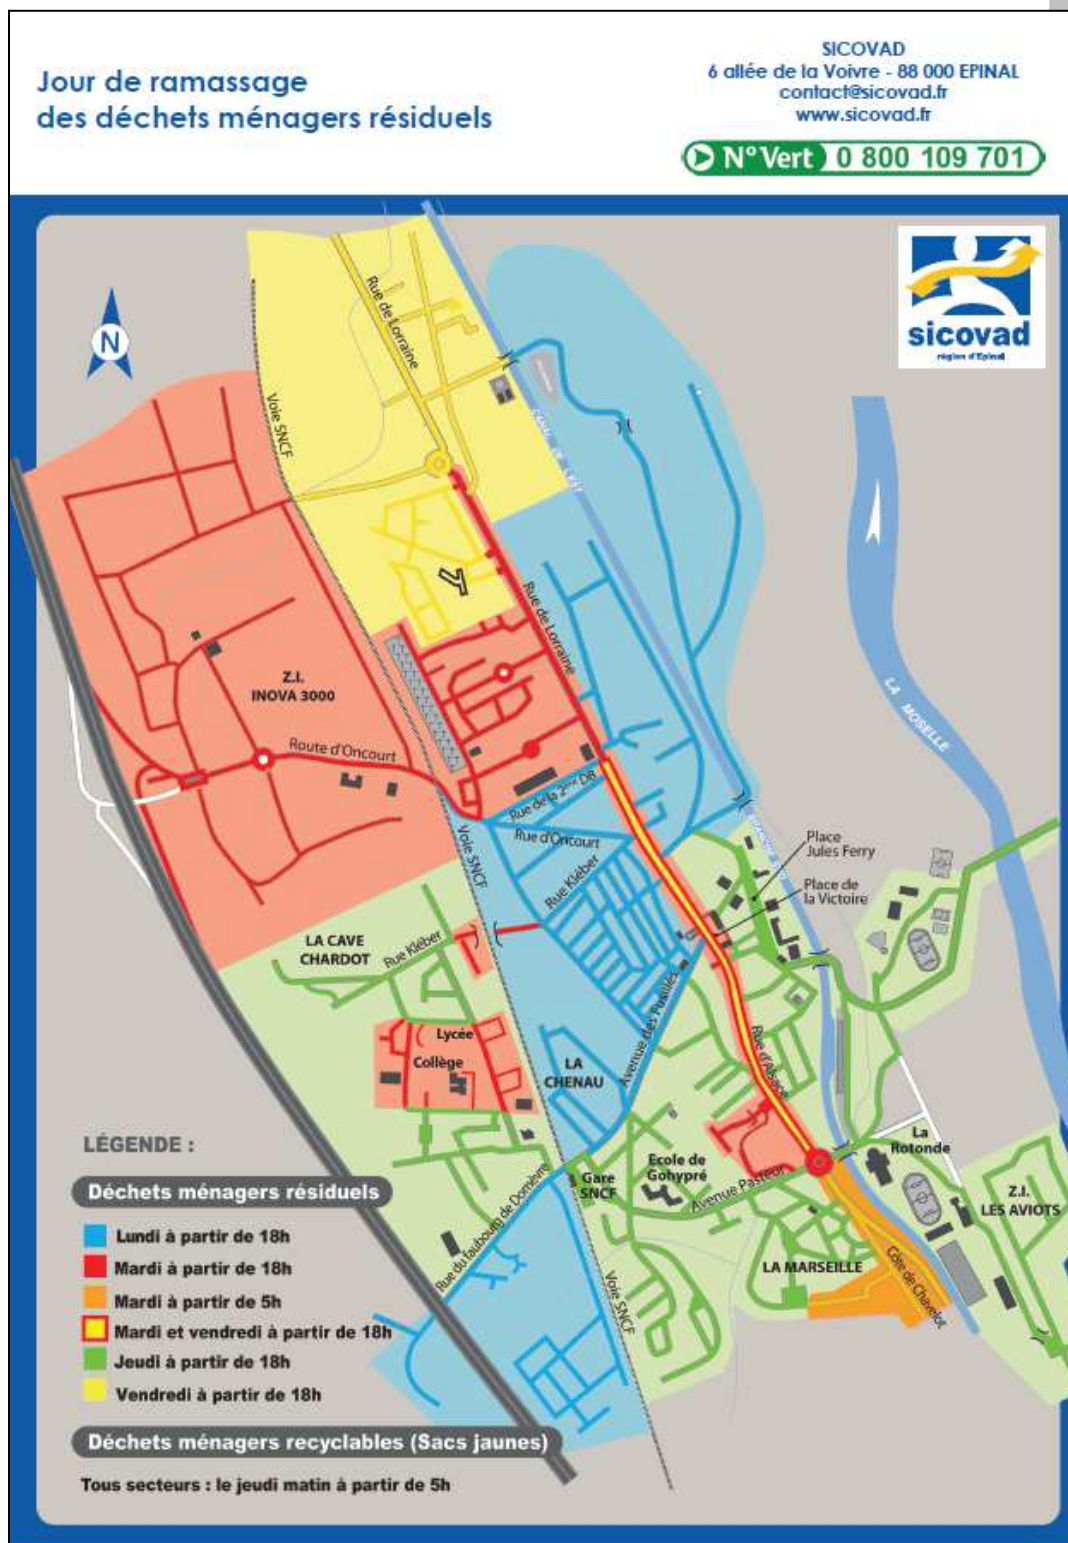 Jour de ramassage
des déchets ménagers résiduels
SICOVAD
6 allée de la Voivre - 88 000 EPINAL
contact@sicovad.fr
www.sicovad.fr
N° Vert 0 800 109 701
sicovad
région d'Epinal
N
Rue de Lorraine
Voie SNCF
CANAL DE L'EST
Rue de Lorraine
Z.I.
INOVA 3000
LA MOSELLE
Route d'Oncourt
Rue de la 2ème DB
Rue d'Oncourt
Voie SNCF
Place
Jules Ferry
Rue Kléber
Place de
la Victoire
LA CAVE
CHARDOT
Rue Kléber
Lycée
Collège
LA
CHENAU
Avenue des Fusillés
Rue d'Alsace
La
Rotonde
Ecole de
Gohypré
Gare
SNCF
Avenue Pasteur
Z.I.
LES AVIOTS
Rue du faubourg de Domèvre
LA MARSEILLE
Côte de Chavelot
Voie SNCF
LÉGENDE :
Déchets ménagers résiduels
Lundi à partir de 18h
Mardi à partir de 18h
Mardi à partir de 5h
Mardi et vendredi à partir de 18h
Jeudi à partir de 18h
Vendredi à partir de 18h
Déchets ménagers recyclables (Sacs jaunes)
Tous secteurs : le jeudi matin à partir de 5h